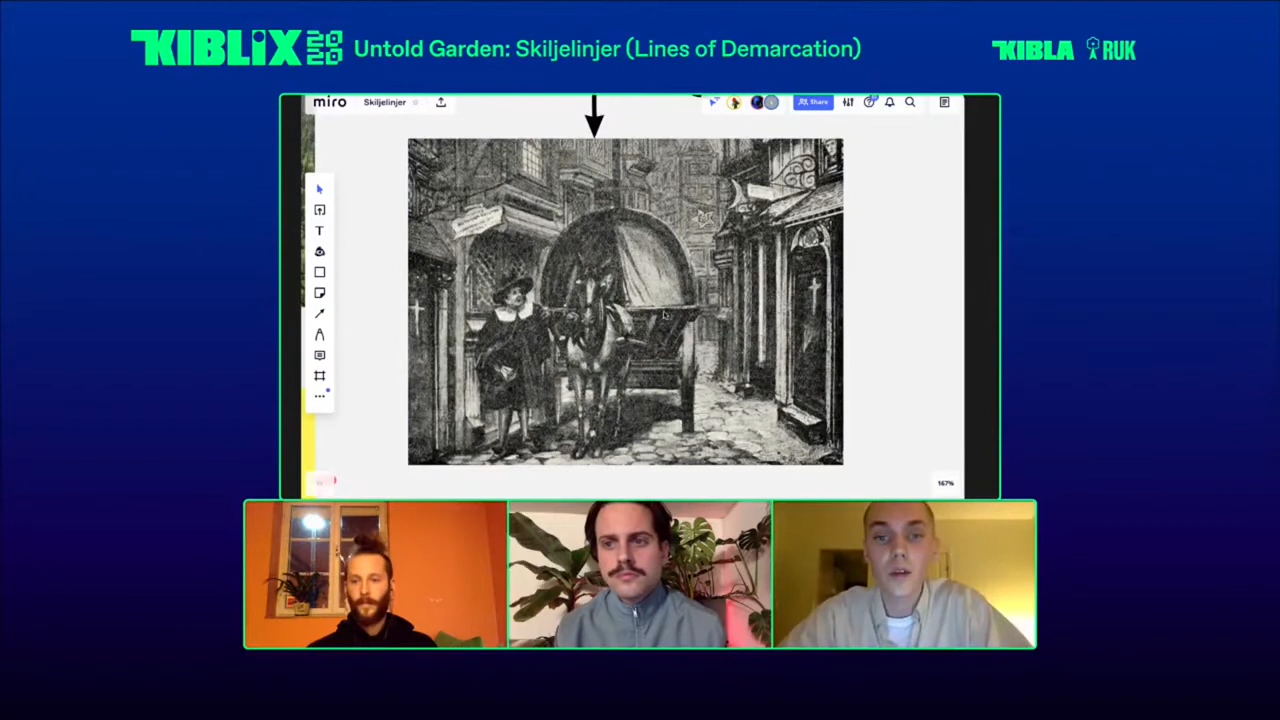 KIBLiX 2020
Untold Garden: Skiljelinjer (Lines of Demarcation)
KIBLA
RUK
miro
Skiljelinjer
Share
167%